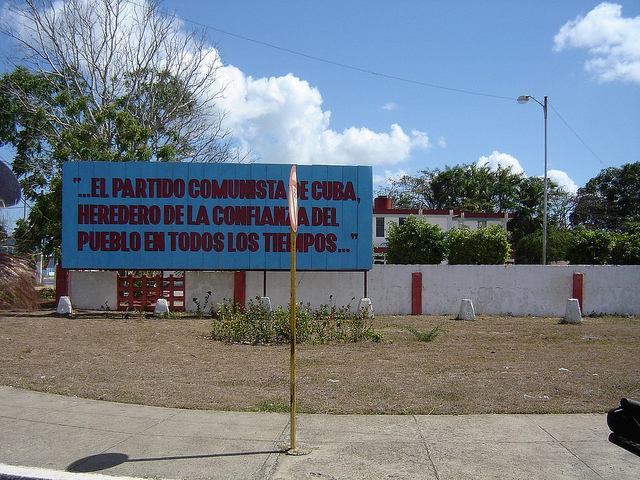 "...EL PARTIDO COMUNISTA DE CUBA,
HEREDERO DE LA CONFIANZA DEL
PUEBLO EN TODOS LOS TIEMPOS..."